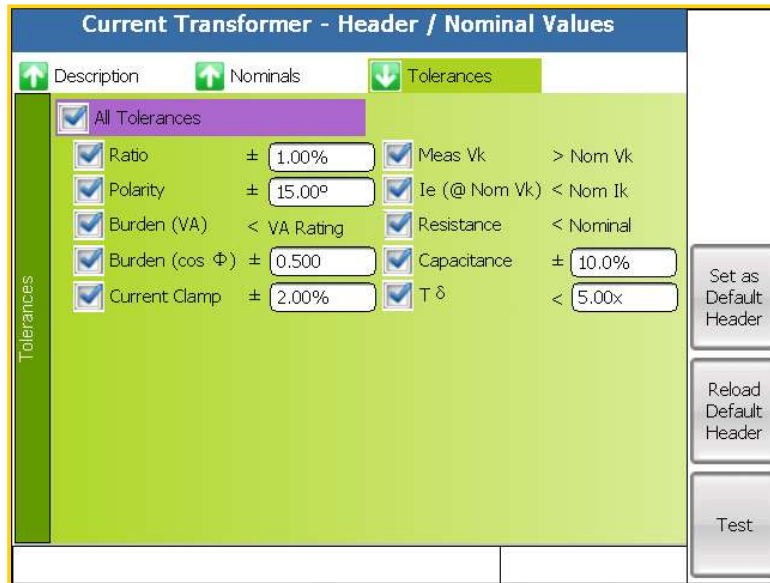 Current Transformer - Header / Nominal Values
Description Nominals Tolerances
Tolerances
All Tolerances
Ratio ± 1.00%
Polarity ± 15.00º
Burden (VA) < VA Rating
Burden (cos Φ) ± 0.500
Current Clamp ± 2.00%
Meas Vk > Nom Vk
Ie (@ Nom Vk) < Nom Ik
Resistance < Nominal
Capacitance ± 10.0%
T δ < 5.00x
Set as
Default
Header
Reload
Default
Header
Test